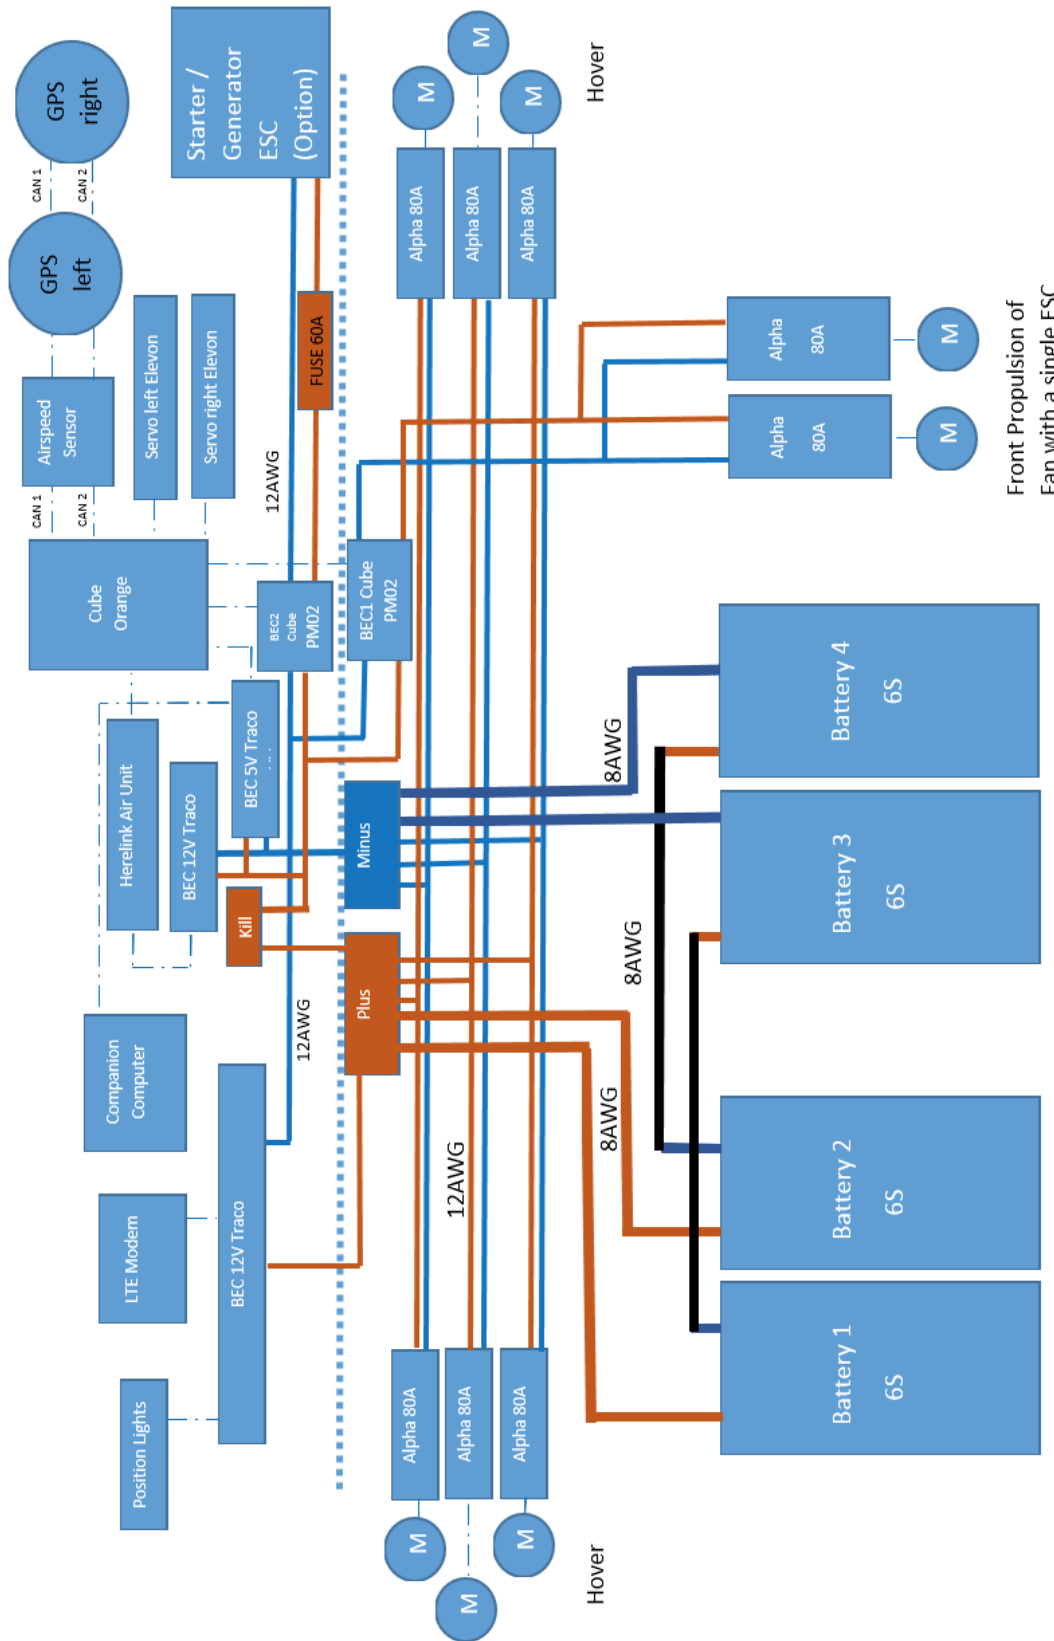 Position Lights
LTE Modem
BEC 12V Traco
Companion
Computer
12AWG
Herelink Air Unit
BEC 12V Traco
Kill
BEC 5V Traco
Cube
Orange
BEC2
Cube
PM02
BEC1 Cube
PM02
CAN 1
CAN 2
Airspeed
Sensor
Servo left Elevon
Servo right Elevon
GPS
left
CAN 1
CAN 2
GPS
right
12AWG
FUSE 60A
Starter /
Generator
ESC
(Option)
Plus
Minus
M
M
M
Alpha 80A
Alpha 80A
Alpha 80A
Hover
12AWG
Alpha 80A
Alpha 80A
Alpha 80A
M
M
M
Hover
8AWG
8AWG
8AWG
Battery 1
6S
Battery 2
6S
Battery 3
6S
Battery 4
6S
Alpha
80A
Alpha
80A
M
M
Front Propulsion of
Fan with a single ESC